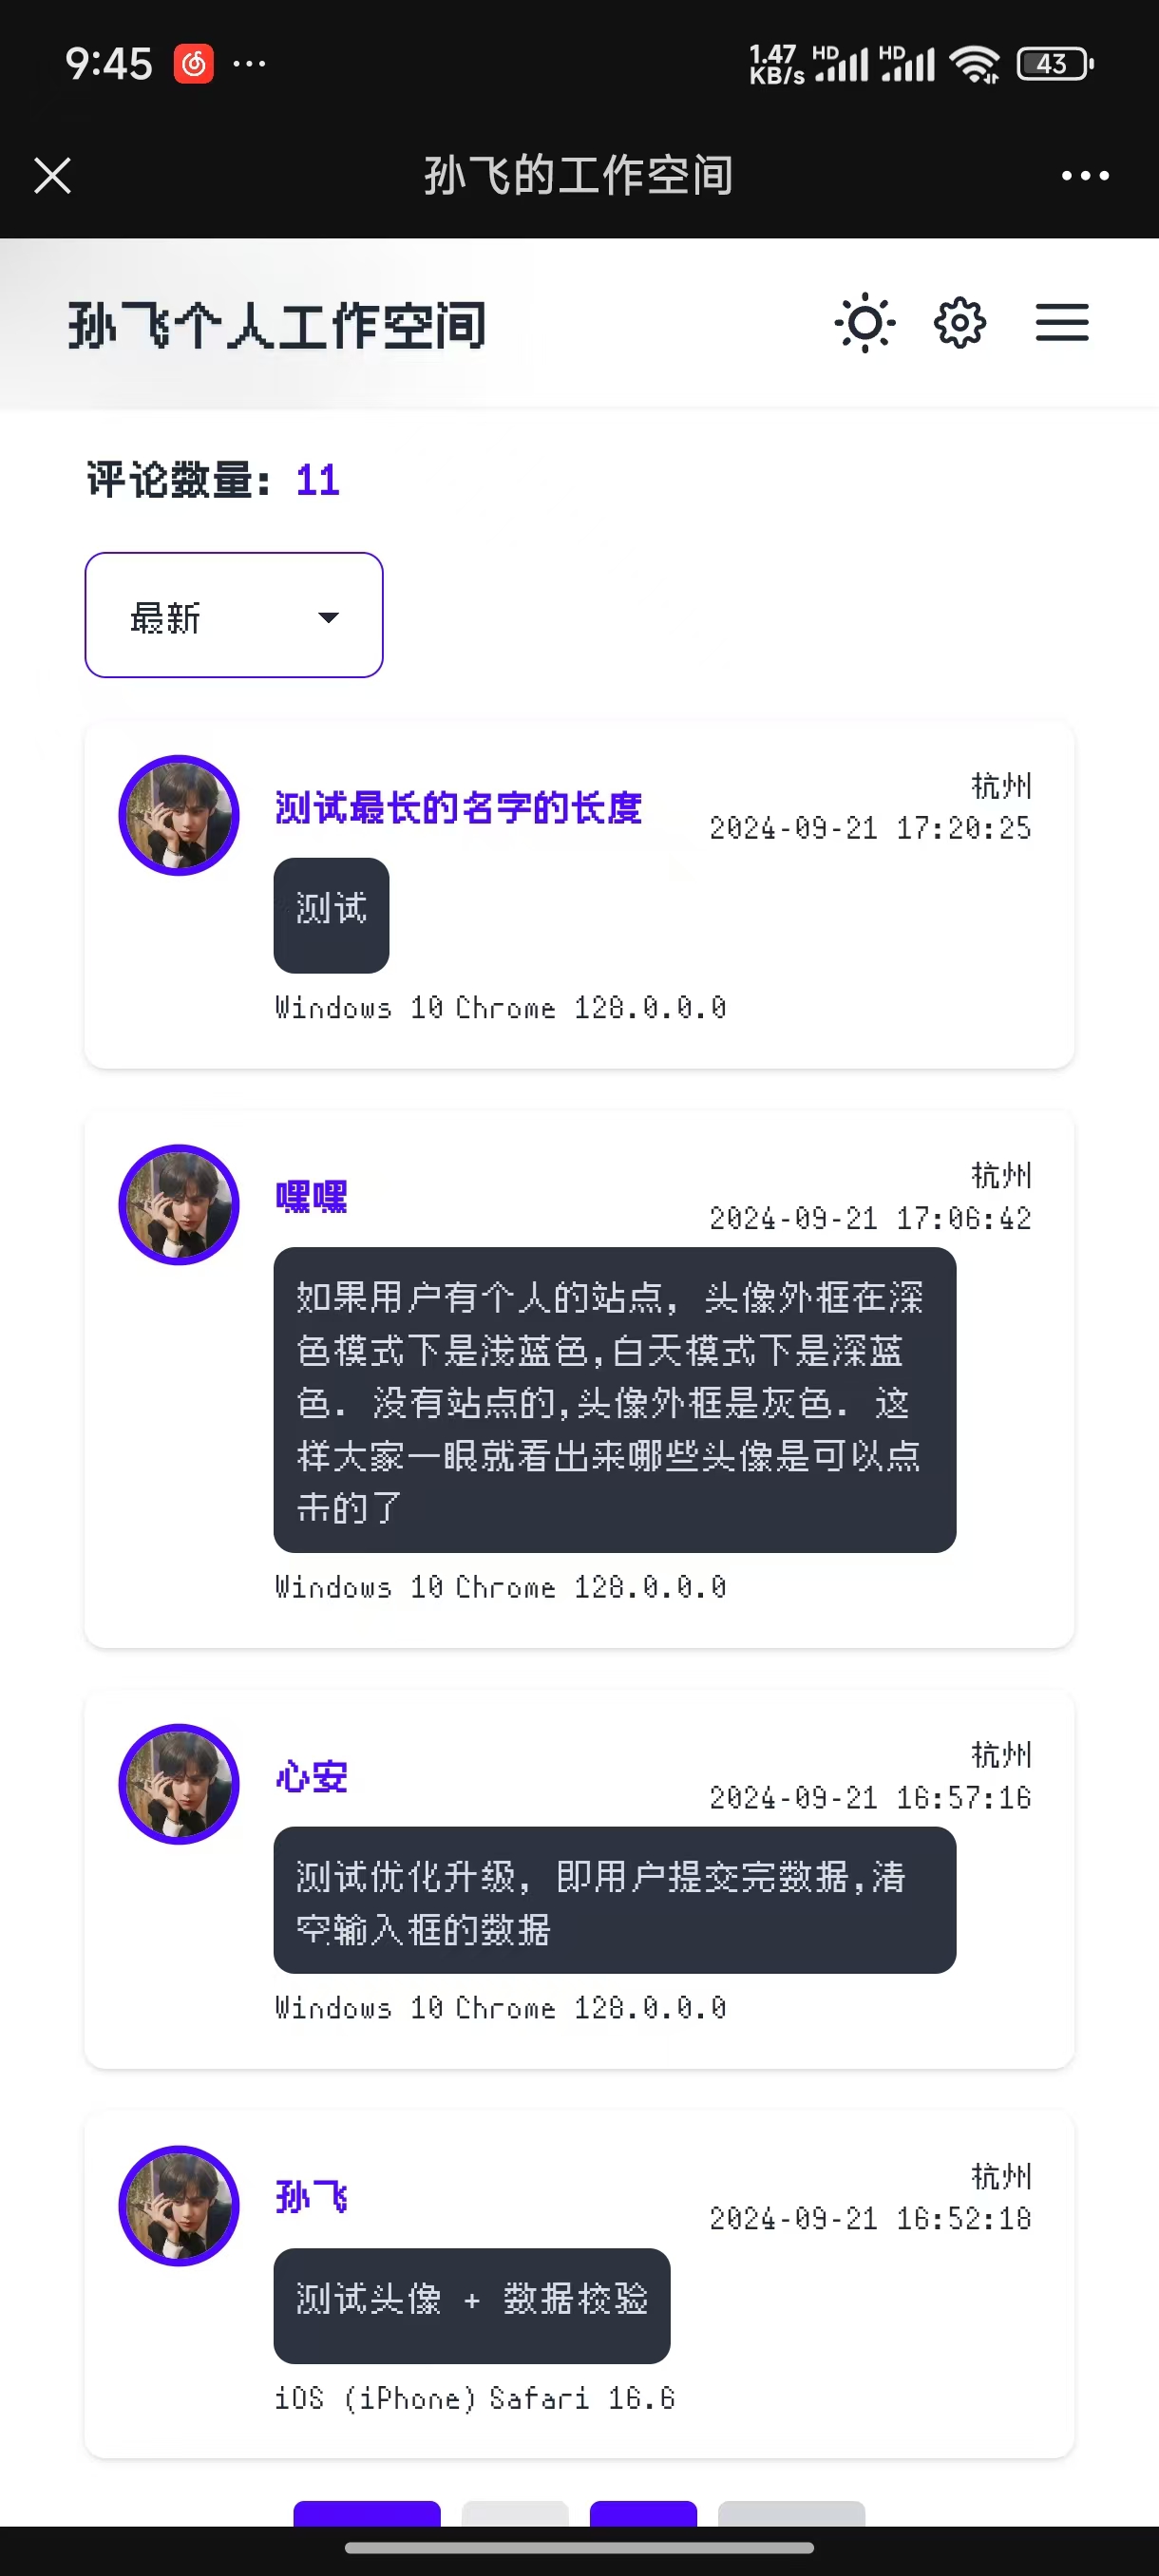 9:45
1.47
KB/s
HD
HD
43
孙飞的工作空间
孙飞个人工作空间
评论数量: 11
最新
测试最长的名字的长度
杭州
2024-09-21 17:20:25
测试
Windows 10 Chrome 128.0.0.0
嘿嘿
杭州
2024-09-21 17:06:42
如果用户有个人的站点, 头像外框在深
色模式下是浅蓝色,白天模式下是深蓝
色. 没有站点的,头像外框是灰色. 这
样大家一眼就看出来哪些头像是可以点
击的了
Windows 10 Chrome 128.0.0.0
心安
杭州
2024-09-21 16:57:16
测试优化升级, 即用户提交完数据,清
空输入框的数据
Windows 10 Chrome 128.0.0.0
孙飞
杭州
2024-09-21 16:52:18
测试头像 + 数据校验
iOS (iPhone) Safari 16.6